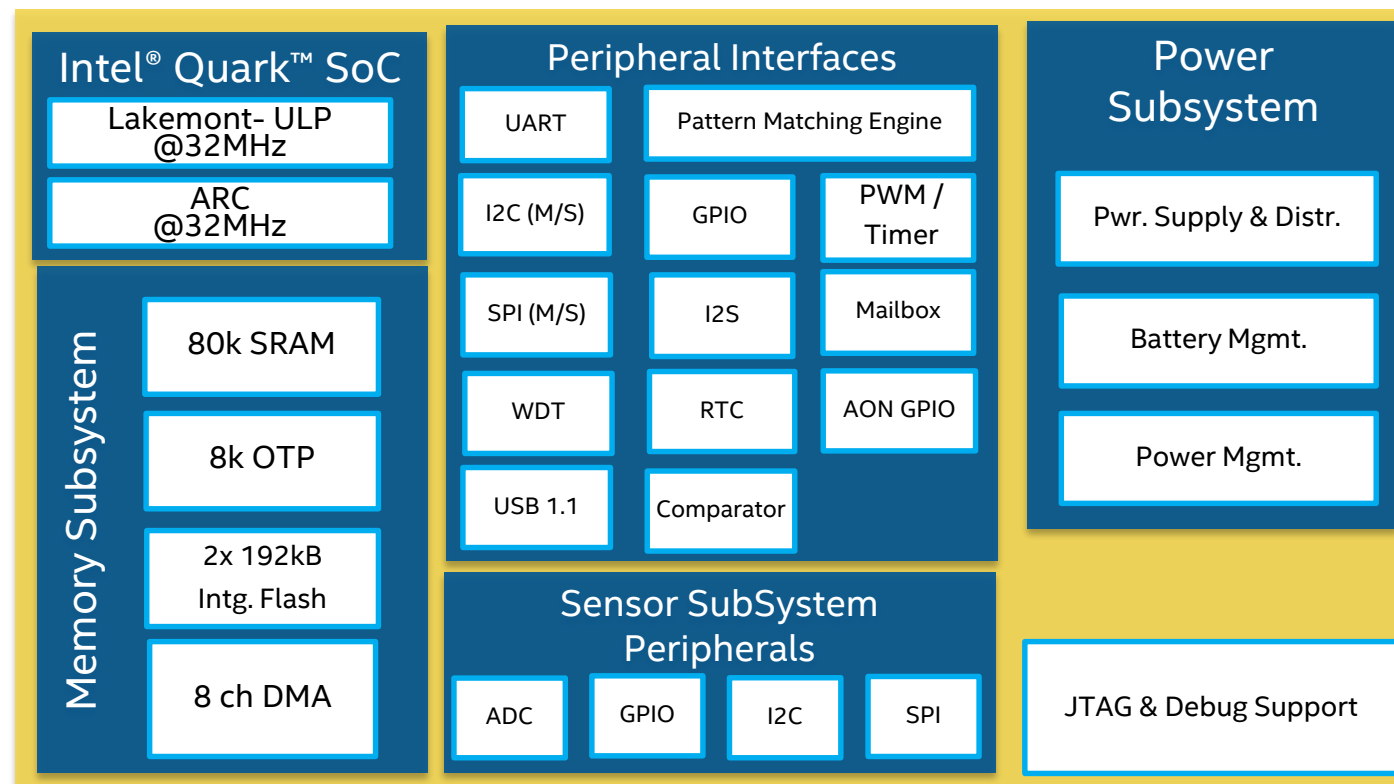 Intel® Quark™ SoC
Lakemont- ULP
@32MHz
ARC
@32MHz
Memory Subsystem
80k SRAM
8k OTP
2x 192kB
Intg. Flash
8 ch DMA
Peripheral Interfaces
UART
Pattern Matching Engine
I2C (M/S)
GPIO
PWM /
Timer
SPI (M/S)
I2S
Mailbox
WDT
RTC
AON GPIO
USB 1.1
Comparator
Sensor SubSystem
Peripherals
ADC
GPIO
I2C
SPI
Power
Subsystem
Pwr. Supply & Distr.
Battery Mgmt.
Power Mgmt.
JTAG & Debug Support